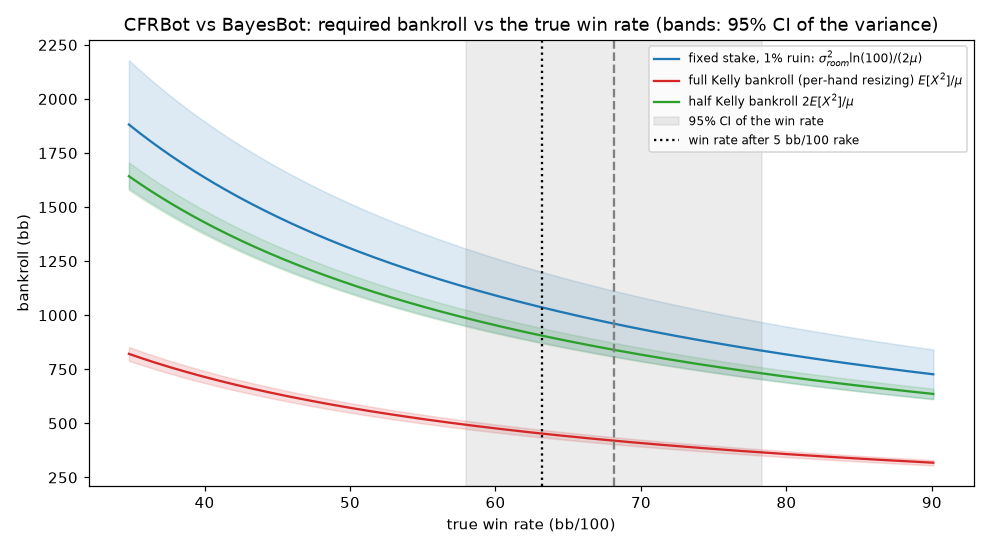 CFRBot vs BayesBot: required bankroll vs the true win rate (bands: 95% CI of the variance)
fixed stake, 1% ruin: σ²_room ln(100)/(2μ)
full Kelly bankroll (per-hand resizing) E[X²]/μ
half Kelly bankroll 2E[X²]/μ
95% CI of the win rate
win rate after 5 bb/100 rake
bankroll (bb)
2250
2000
1750
1500
1250
1000
750
500
250
40 50 60 70 80 90
true win rate (bb/100)